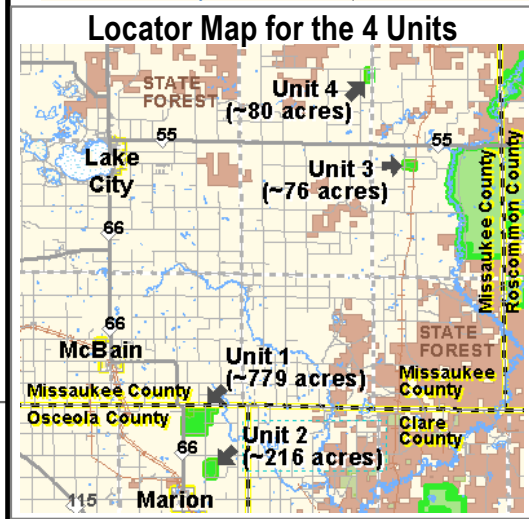 Locator Map for the 4 Units
STATE
FOREST
Unit 4
(~80 acres)
55
55
Lake
City
Unit 3
(~76 acres)
Missaukee County
Roscommon County
66
66
STATE
FOREST
McBain
Unit 1
(~779 acres)
Missaukee
County
Missaukee County
Osceola County
Clare
County
Unit 2
(~216 acres)
66
115
Marion